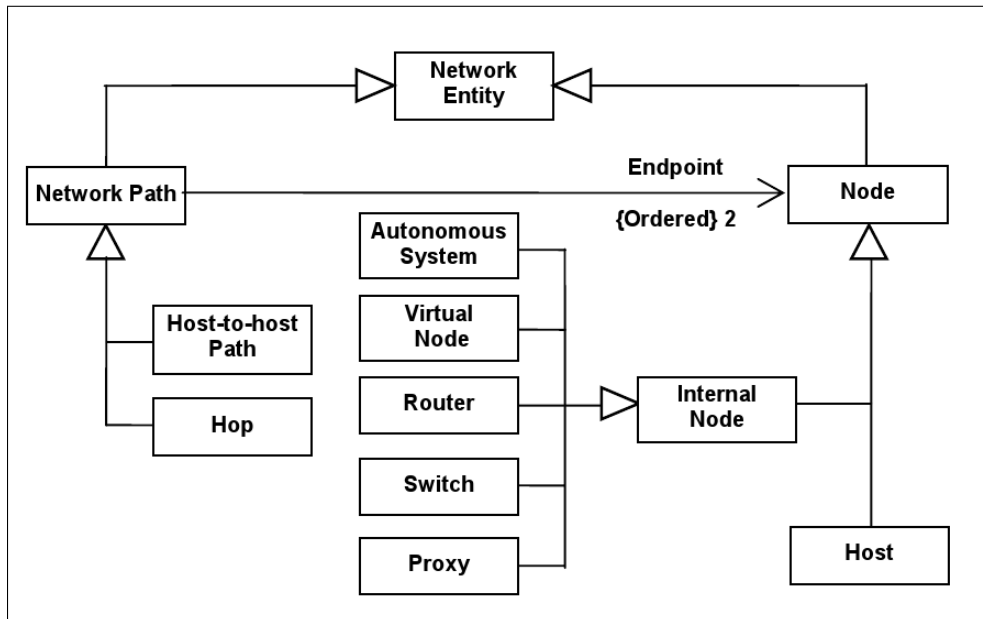 Network
Entity
Network Path
Endpoint
{Ordered} 2
Node
Autonomous
System
Host-to-host
Path
Virtual
Node
Hop
Router
Internal
Node
Switch
Proxy
Host